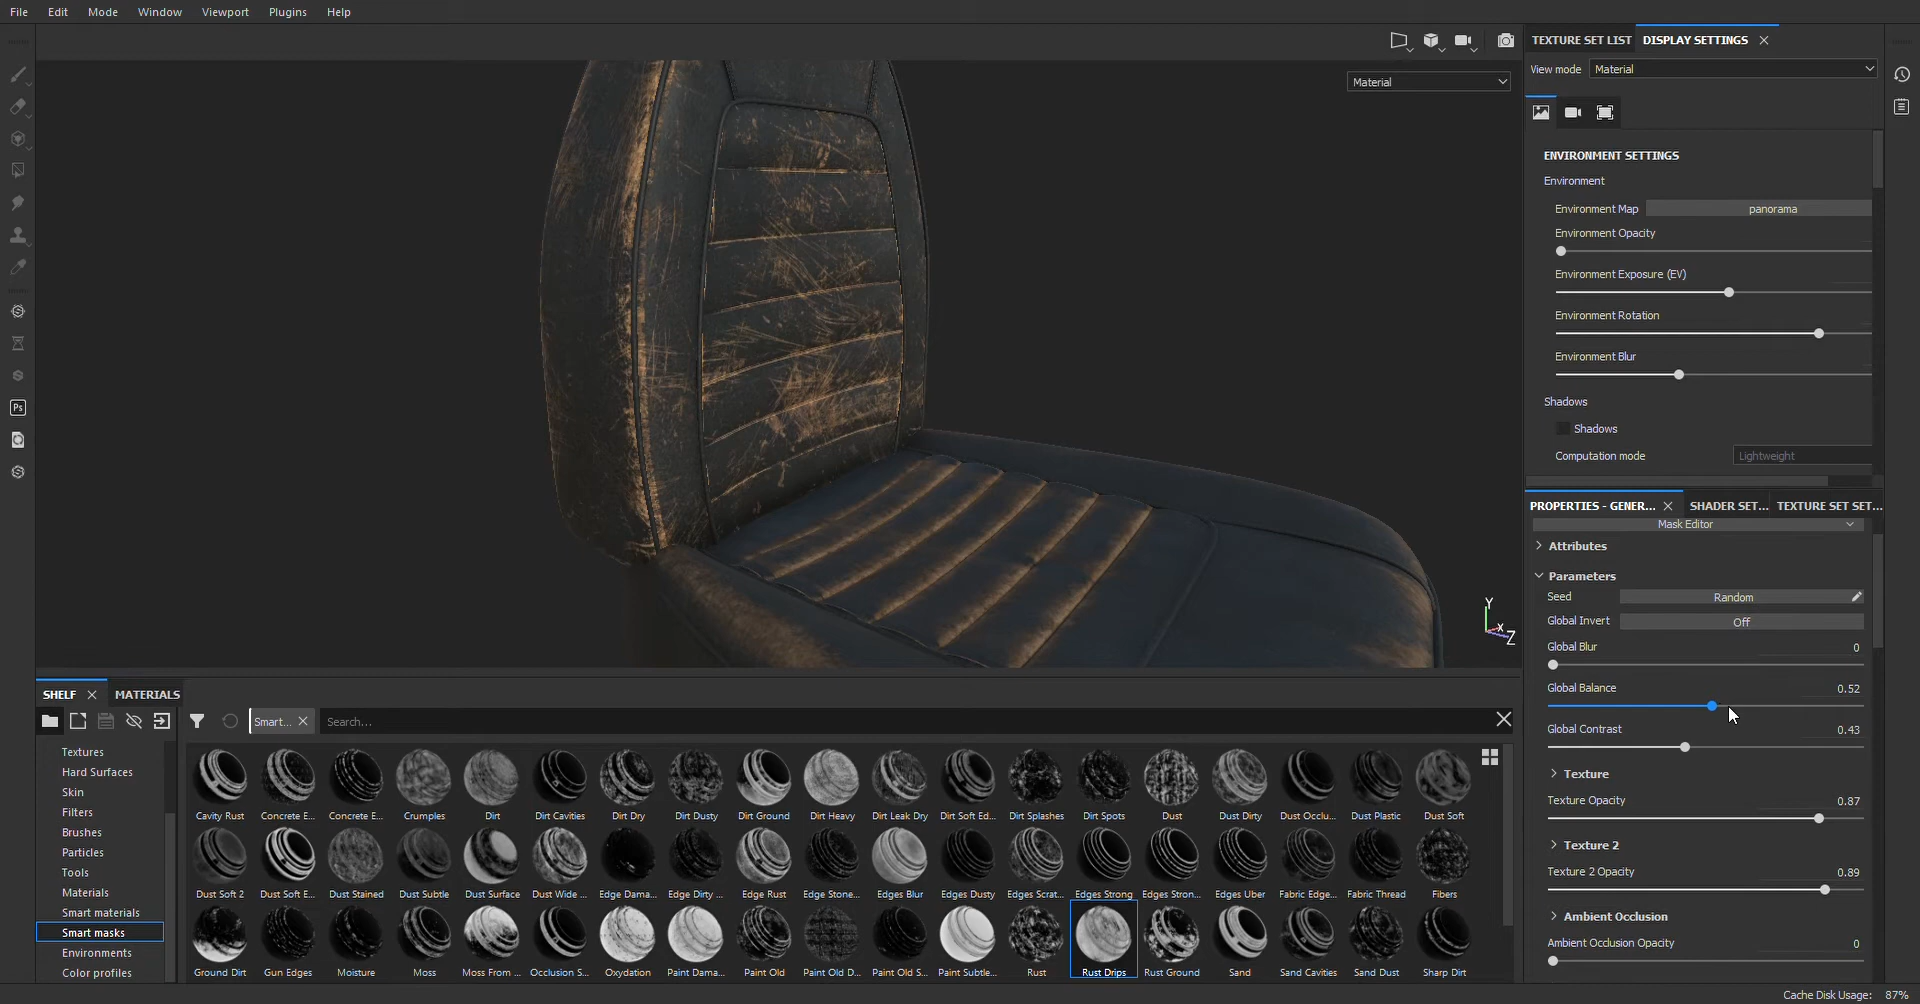 File Edit Mode Window Viewport Plugins Help
TEXTURE SET LIST DISPLAY SETTINGS
View mode Material
Material
ENVIRONMENT SETTINGS
Environment
Environment Map panorama
Environment Opacity
Environment Exposure (EV)
Environment Rotation
Environment Blur
Shadows
Shadows
Computation mode Lightweight
Ps
Y
X
Z
PROPERTIES - GENER... SHADER SET... TEXTURE SET SET...
Mask Editor
Attributes
Parameters
Seed Random
Global Invert Off
Global Blur 0
Global Balance 0.52
Global Contrast 0.43
Texture
Texture Opacity 0.87
Texture 2
Texture 2 Opacity 0.89
Ambient Occlusion
Ambient Occlusion Opacity 0
SHELF MATERIALS
Smart... Search...
Textures
Hard Surfaces
Skin
Filters
Brushes
Particles
Tools
Materials
Smart materials
Smart masks
Environments
Color profiles
Cavity Rust Concrete E... Concrete E... Crumples Dirt Dirt Cavities Dirt Dry Dirt Dusty Dirt Ground Dirt Heavy Dirt Leak Dry Dirt Soft Ed... Dirt Splashes Dirt Spots Dust Dust Dirty Dust Occlu... Dust Plastic Dust Soft
Dust Soft 2 Dust Soft E... Dust Stained Dust Subtle Dust Surface Dust Wide ... Edge Dama... Edge Dirty ... Edge Rust Edge Stone... Edges Blur Edges Dusty Edges Scrat... Edges Strong Edges Stron... Edges Uber Fabric Edge... Fabric Thread Fibers
Ground Dirt Gun Edges Moisture Moss Moss From ... Occlusion S... Oxydation Paint Dama... Paint Old Paint Old D... Paint Old S... Paint Subtle... Rust Rust Drips Rust Ground Sand Sand Cavities Sand Dust Sharp Dirt
Cache Disk Usage: 87%